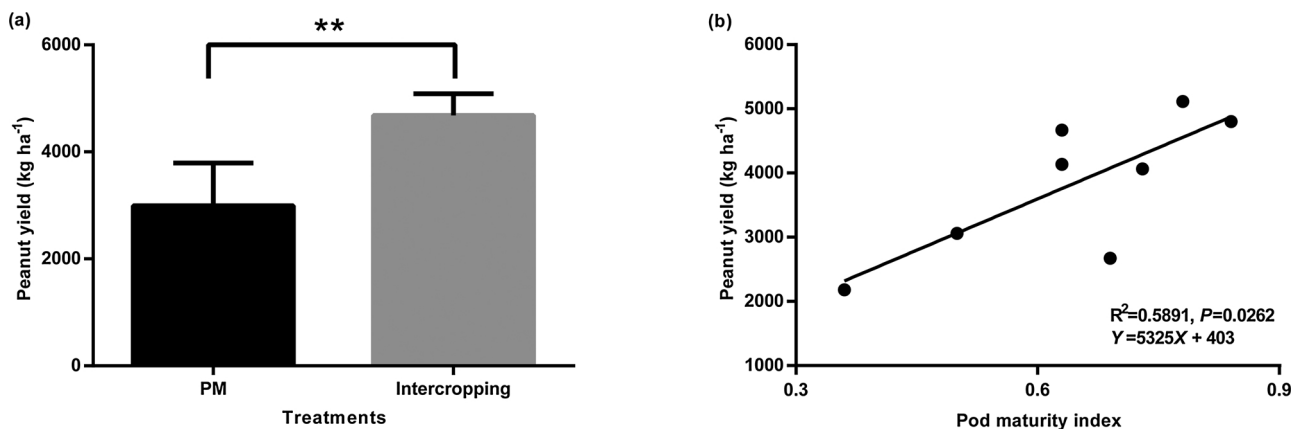 (a)
**
6000
4000
2000
0
Peanut yield (kg ha⁻¹)
PM
Intercropping
Treatments
(b)
6000
5000
4000
3000
2000
1000
Peanut yield (kg ha⁻¹)
R²=0.5891, P=0.0262
Y=5325X + 403
0.3
0.6
0.9
Pod maturity index